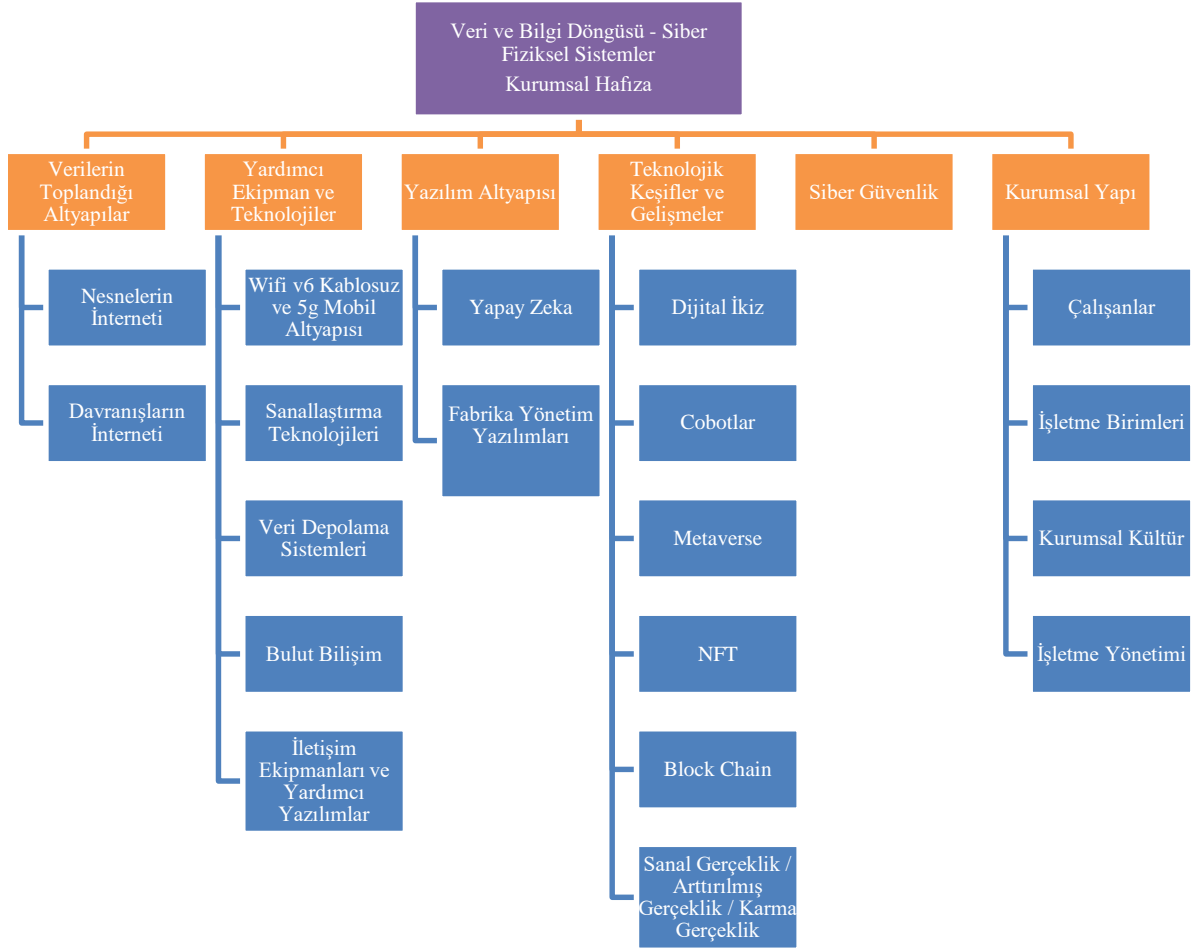 Veri ve Bilgi Döngüsü - Siber
Fiziksel Sistemler
Kurumsal Hafıza
Verilerin
Toplandığı
Altyapılar
Nesnelerin
İnterneti
Davranışların
İnterneti
Yardımcı
Ekipman ve
Teknolojiler
Wifi v6 Kablosuz
ve 5g Mobil
Altyapısı
Sanallaştırma
Teknolojileri
Veri Depolama
Sistemleri
Bulut Bilişim
İletişim
Ekipmanları ve
Yardımcı
Yazılımlar
Yazılım Altyapısı
Yapay Zeka
Fabrika Yönetim
Yazılımları
Teknolojik
Keşifler ve
Gelişmeler
Dijital İkiz
Cobotlar
Metaverse
NFT
Block Chain
Sanal Gerçeklik /
Arttırılmış
Gerçeklik / Karma
Gerçeklik
Siber Güvenlik
Kurumsal Yapı
Çalışanlar
İşletme Birimleri
Kurumsal Kültür
İşletme Yönetimi